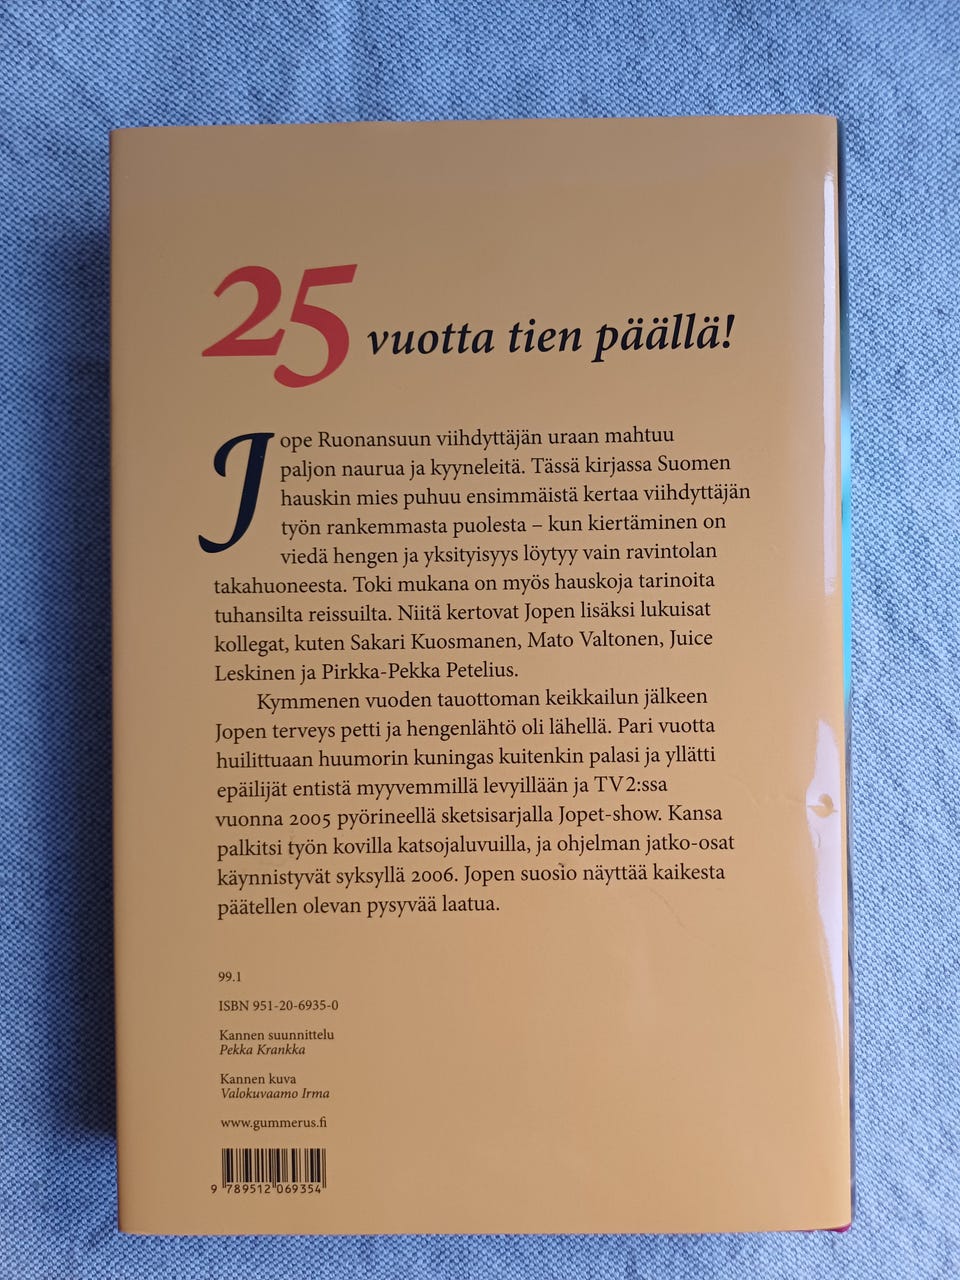 25 vuotta tien päällä!
Jope Ruonansuun viihdyttäjän uraan mahtuu
paljon naurua ja kyyneleitä. Tässä kirjassa Suomen
hauskin mies puhuu ensimmäistä kertaa viihdyttäjän
työn rankemmasta puolesta – kun kiertäminen on
viedä hengen ja yksityisyys löytyy vain ravintolan
takahuoneesta. Toki mukana on myös hauskoja tarinoita
tuhansilta reissuilta. Niitä kertovat Jopen lisäksi lukuisat
kollegat, kuten Sakari Kuosmanen, Mato Valtonen, Juice
Leskinen ja Pirkka-Pekka Petelius.
Kymmenen vuoden tauottoman keikkailun jälkeen
Jopen terveys petti ja hengenlähtö oli lähellä. Pari vuotta
huilittuaan huumorin kuningas kuitenkin palasi ja yllätti
epäilijät entistä myyvemmillä levyillään ja TV2:ssa
vuonna 2005 pyörineellä sketsisarjalla Jopet-show. Kansa
palkitsi työn kovilla katsojaluvuilla, ja ohjelman jatko-osat
käynnistyvät syksyllä 2006. Jopen suosio näyttää kaikesta
päätellen olevan pysyvää laatua.
99.1
ISBN 951-20-6935-0
Kannen suunnittelu
Pekka Krankka
Kannen kuva
Valokuvaamo Irma
www.gummerus.fi
9 789512 069354